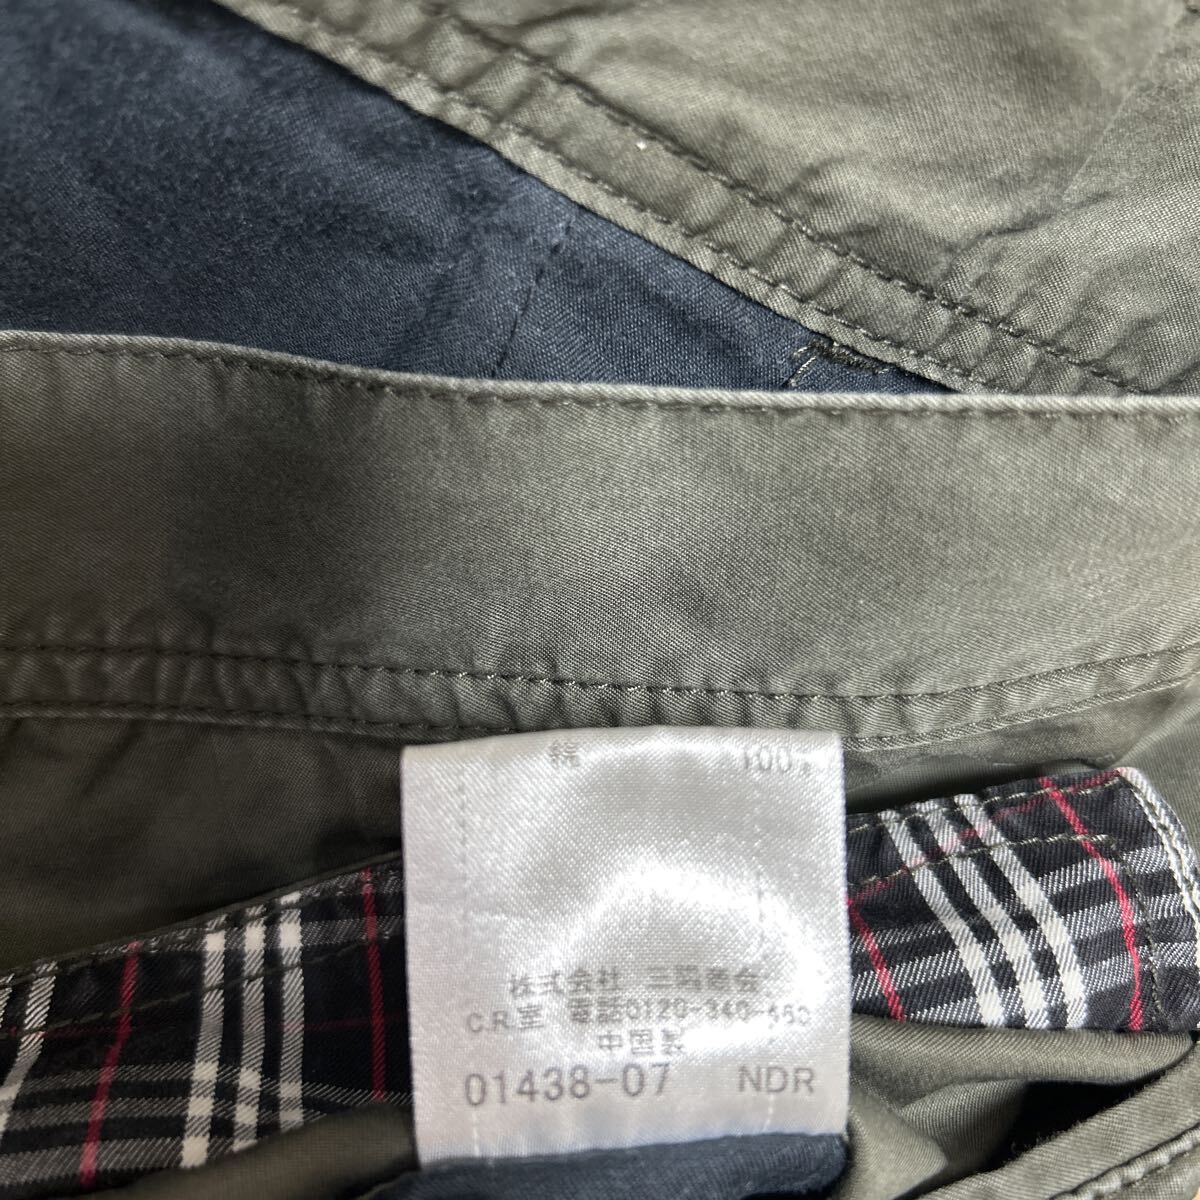 綿 100%
株式会社 三陽商会
C.R室 電話0120-340-460
中国製
01438-07 NDR